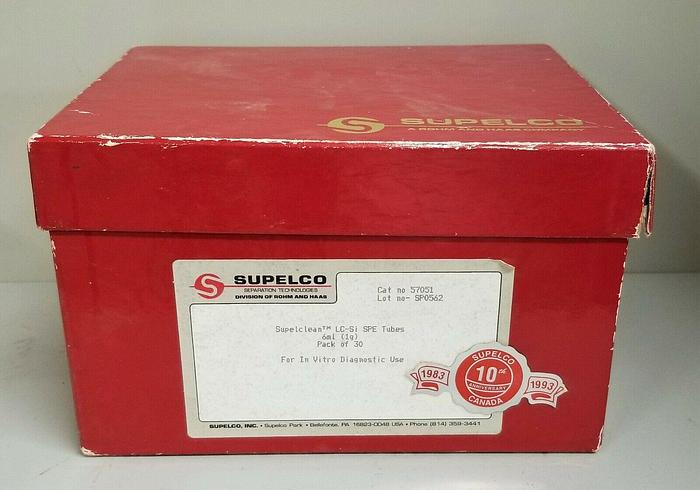 SUPELCO
A ROHM AND HAAS COMPANY
SUPELCO
SEPARATION TECHNOLOGIES
DIVISION OF ROHM AND HAAS
Cat no 57051
Lot no- SP0562
Supelclean™ LC-Si SPE Tubes
6ml (1g)
Pack of 30
For In Vitro Diagnostic Use
SUPELCO
1983 10th 1993
ANNIVERSARY
CANADA
SUPELCO, INC. • Supelco Park • Bellefonte, PA 16823-0048 USA • Phone (814) 359-3441